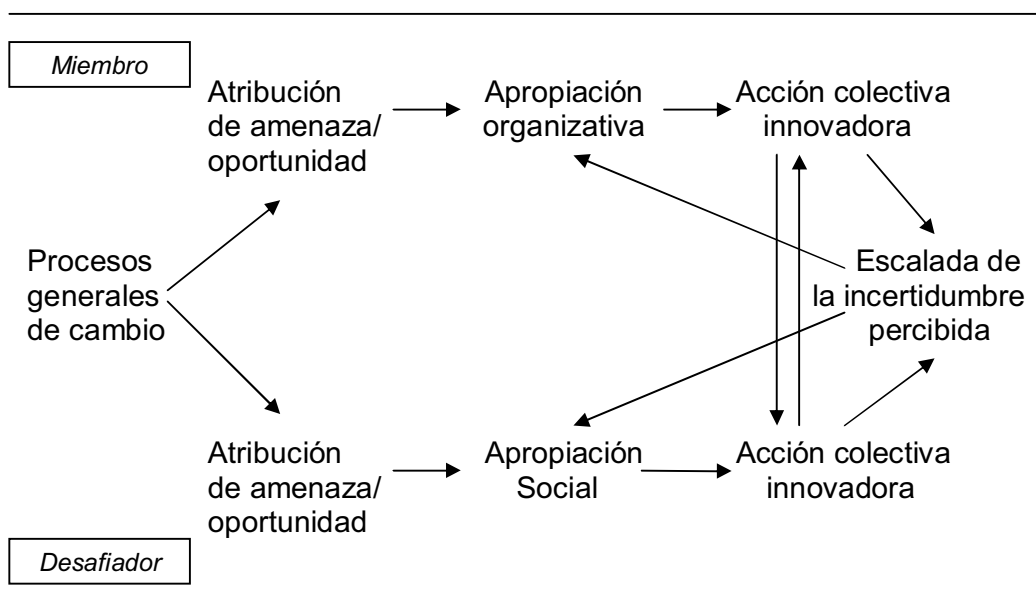 Miembro
Atribución
de amenaza/
oportunidad
Apropiación
organizativa
Acción colectiva
innovadora
Procesos
generales
de cambio
Escalada de
la incertidumbre
percibida
Atribución
de amenaza/
oportunidad
Apropiación
Social
Acción colectiva
innovadora
Desafiador